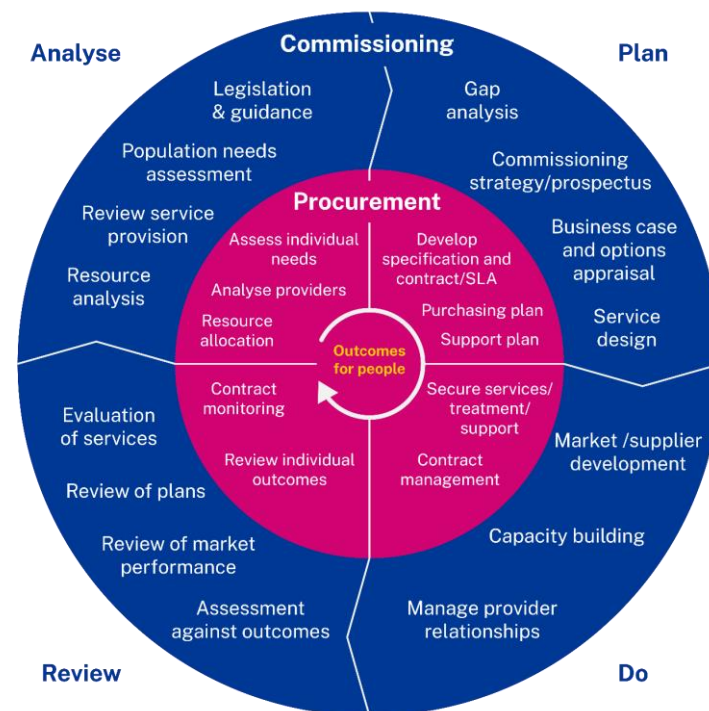 Analyse
Commissioning
Plan
Legislation
& guidance
Population needs
assessment
Review service
provision
Resource
analysis
Gap
analysis
Commissioning
strategy/prospectus
Business case
and options
appraisal
Service
design
Procurement
Assess individual
needs
Analyse providers
Resource
allocation
Develop
specification and
contract/SLA
Purchasing plan
Support plan
Outcomes
for people
Contract
monitoring
Review individual
outcomes
Secure services/
treatment/
support
Contract
management
Evaluation
of services
Review of plans
Review of market
performance
Assessment
against outcomes
Market /supplier
development
Capacity building
Manage provider
relationships
Review
Do